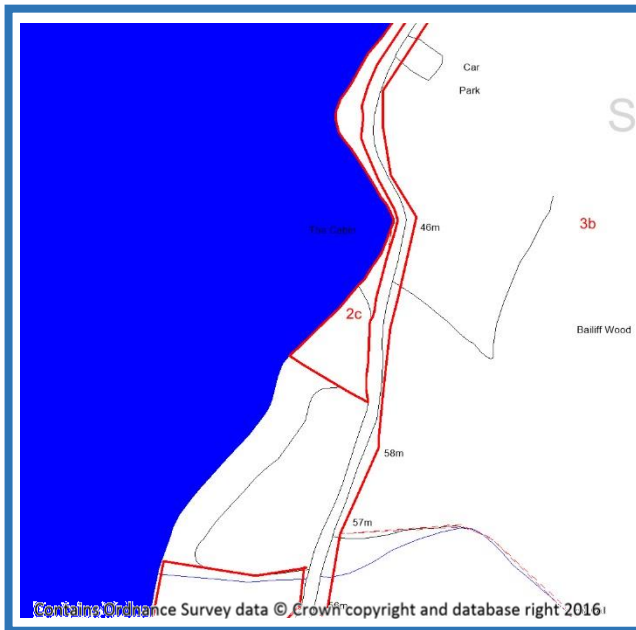 Car
Park
S
The Cabin
46m
3b
2c
Bailiff Wood
58m
57m
56m
Contains Ordnance Survey data © Crown copyright and database right 2016